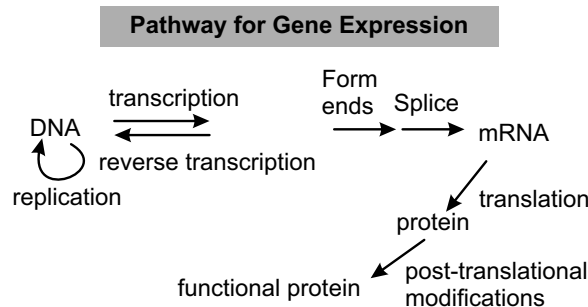 Pathway for Gene Expression
Form
ends
Splice
transcription
DNA
mRNA
reverse transcription
replication
translation
protein
post-translational
modifications
functional protein